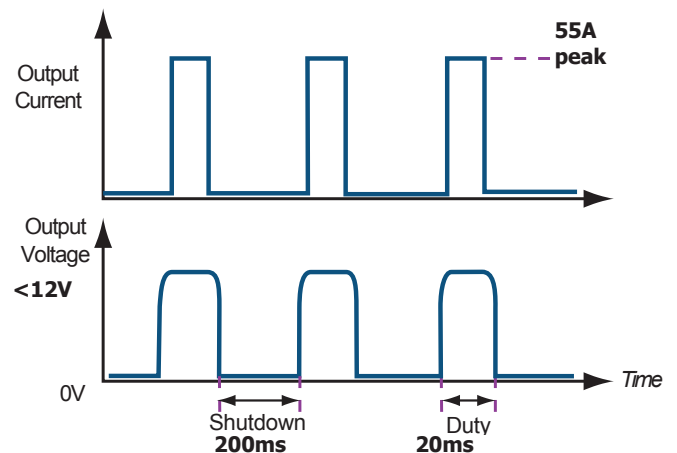 55A
peak
Output
Current
Output
Voltage
<12V
0V
Time
Shutdown
200ms
Duty
20ms